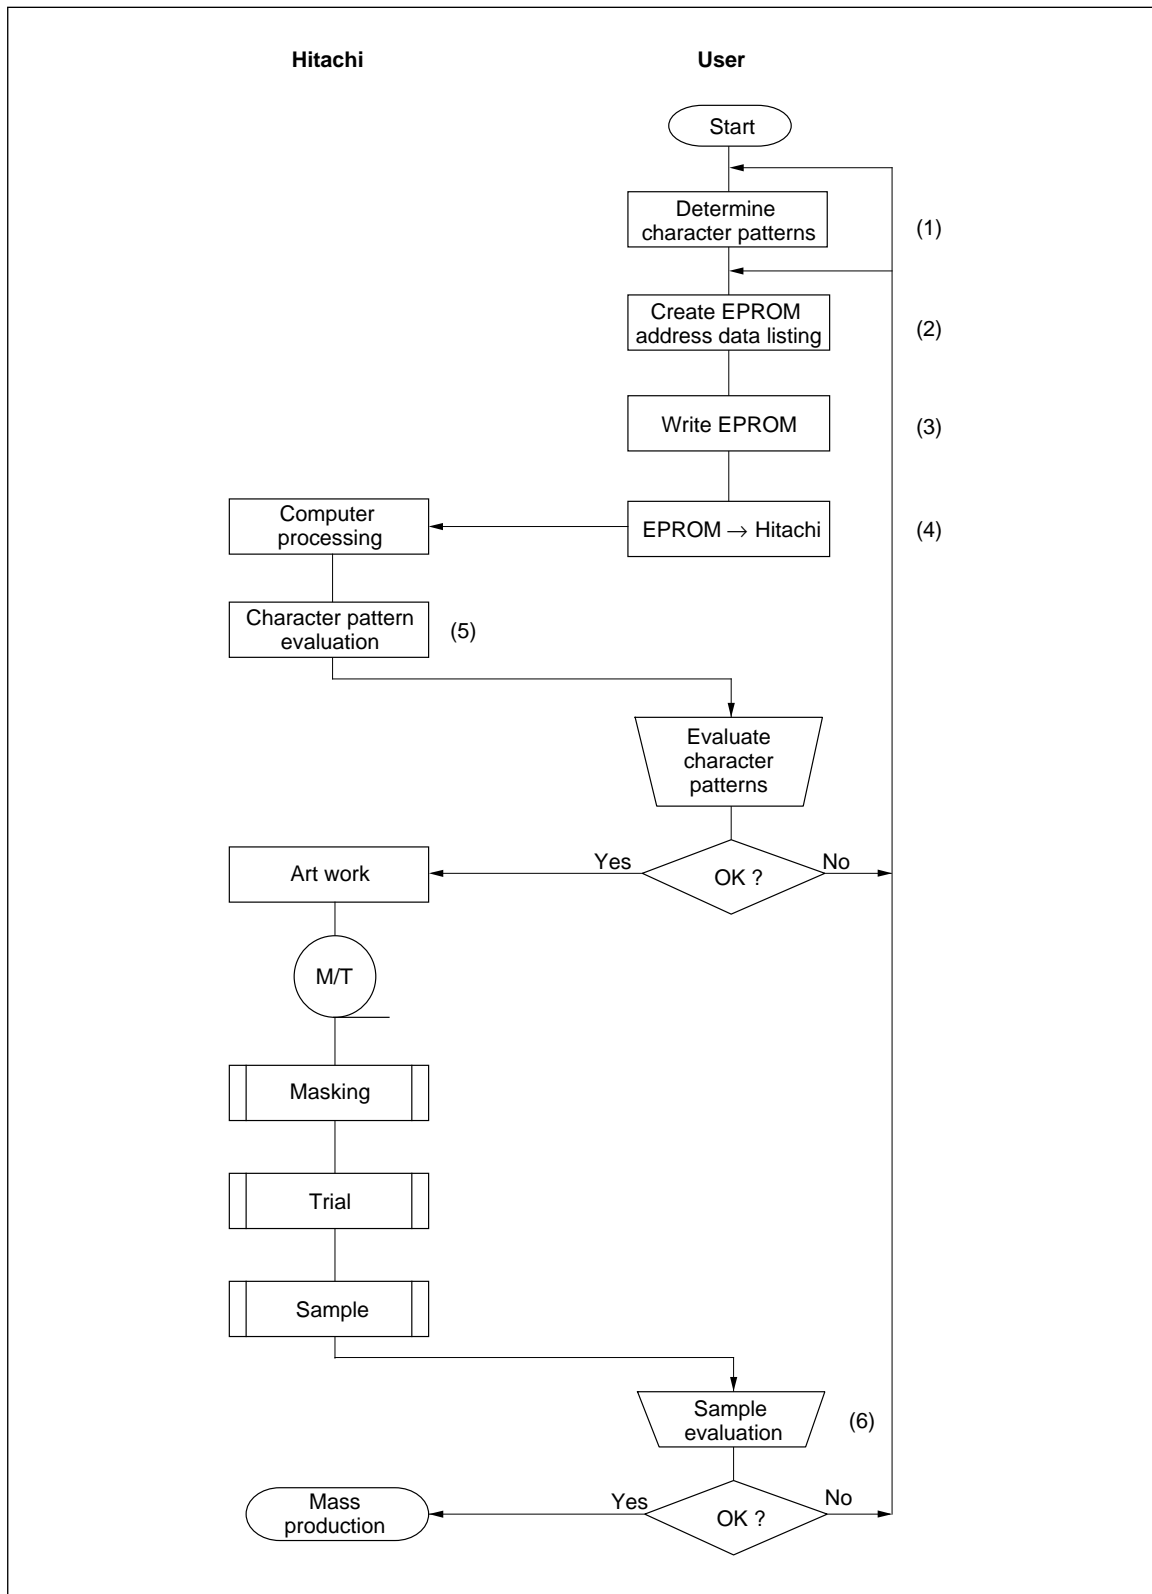 Hitachi
User
Start
Determine
character patterns
(1)
Create EPROM
address data listing
(2)
Write EPROM
(3)
Computer
processing
EPROM → Hitachi
(4)
Character pattern
evaluation
(5)
Evaluate
character
patterns
Art work
Yes
OK ?
No
M/T
Masking
Trial
Sample
Sample
evaluation
(6)
Mass
production
Yes
OK ?
No